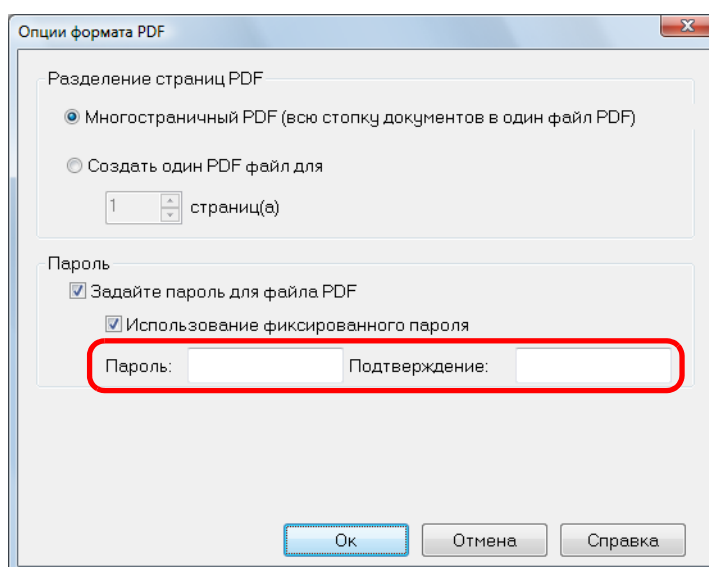 Опции формата PDF
Разделение страниц PDF
Многостраничный PDF (всю стопку документов в один файл PDF)
Создать один PDF файл для
1 страниц(а)
Пароль
Задайте пароль для файла PDF
Использование фиксированного пароля
Пароль: Подтверждение:
Ок Отмена Справка